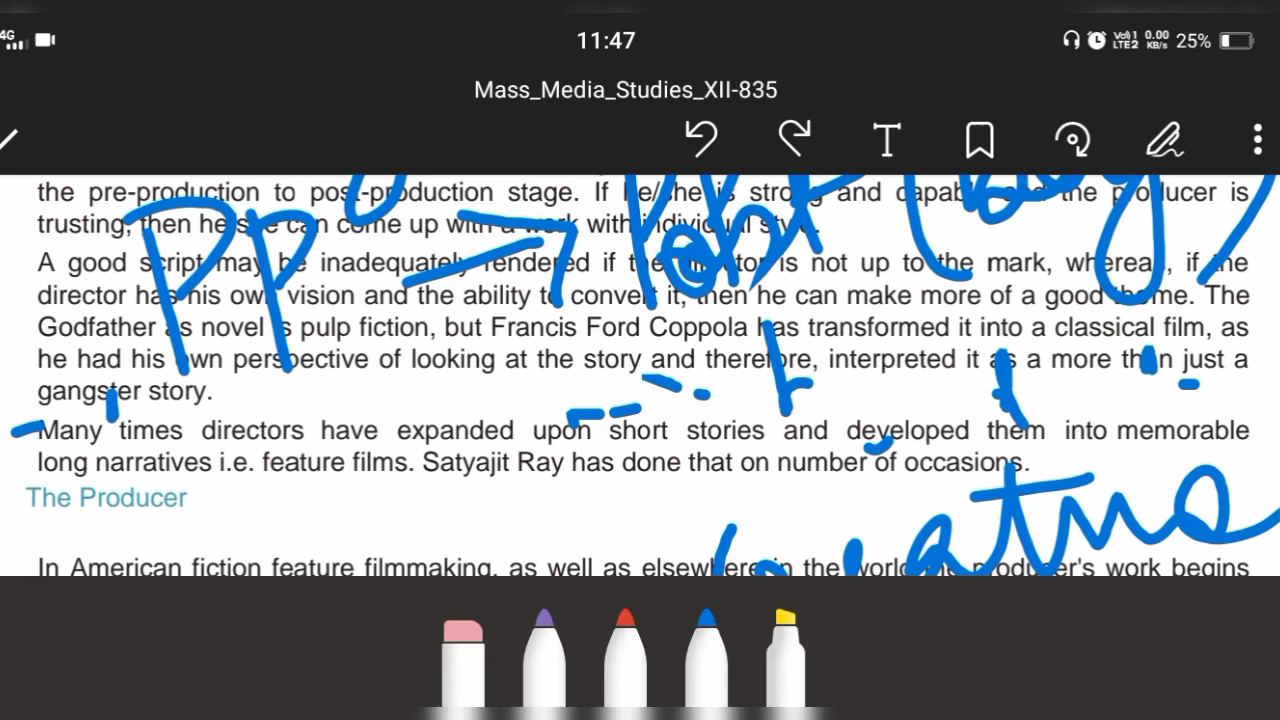 4G 11:47 Vol) 1 LTE2 0.00 KB/s 25%
Mass_Media_Studies_XII-835
T
the pre-production to post-production stage. If he/she is strong and capable and the producer is
trusting, then he/she can come up with a work with individual style.
A good script may be inadequately rendered if the director is not up to the mark, whereas, if the
director has his own vision and the ability to convert it, then he can make more of a good theme. The
Godfather as novel is pulp fiction, but Francis Ford Coppola has transformed it into a classical film, as
he had his own perspective of looking at the story and therefore, interpreted it as a more than just a
gangster story.
Many times directors have expanded upon short stories and developed them into memorable
long narratives i.e. feature films. Satyajit Ray has done that on number of occasions.
The Producer
In American fiction feature filmmaking, as well as elsewhere in the world, the producer's work begins